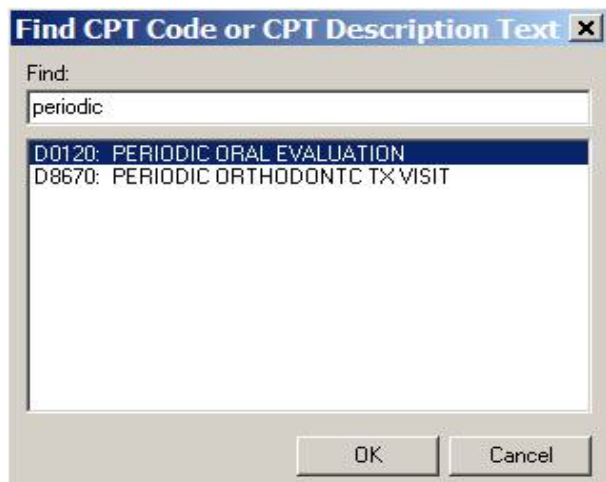 Find CPT Code or CPT Description Text
Find:
periodic
D0120: PERIODIC ORAL EVALUATION
D8670: PERIODIC ORTHODONTC TX VISIT
OK Cancel